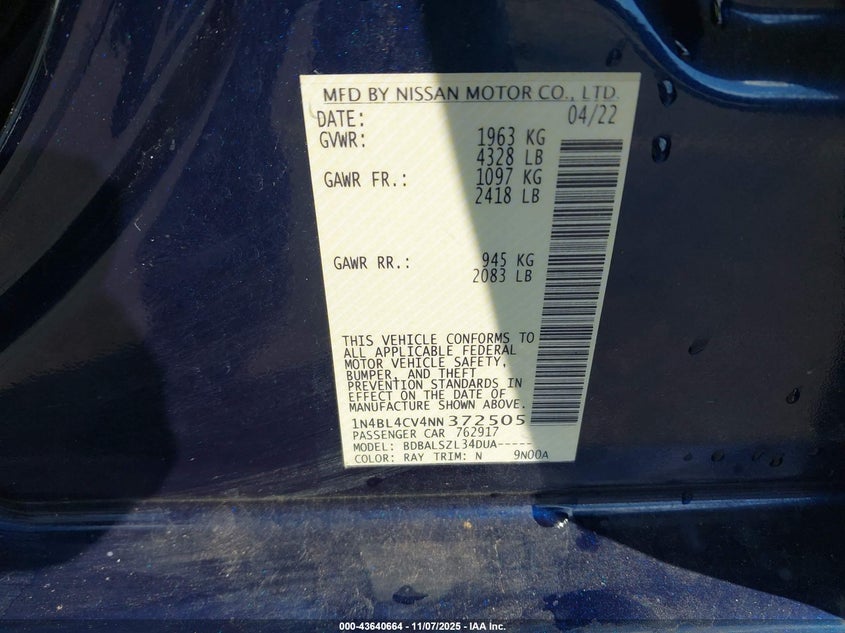 MFD BY NISSAN MOTOR CO., LTD.
DATE: 04/22
GVWR: 1963 KG
4328 LB
GAWR FR.: 1097 KG
2418 LB
GAWR RR.: 945 KG
2083 LB
THIS VEHICLE CONFORMS TO
ALL APPLICABLE FEDERAL
MOTOR VEHICLE SAFETY,
BUMPER, AND THEFT
PREVENTION STANDARDS IN
EFFECT ON THE DATE OF
MANUFACTURE SHOWN ABOVE.
1N4BL4CV4NN372505
PASSENGER CAR 762917
MODEL: BDBALSZL34DUA------
COLOR: RAY TRIM: N 9N00A
000-43640664 - 11/07/2025 - IAA Inc.